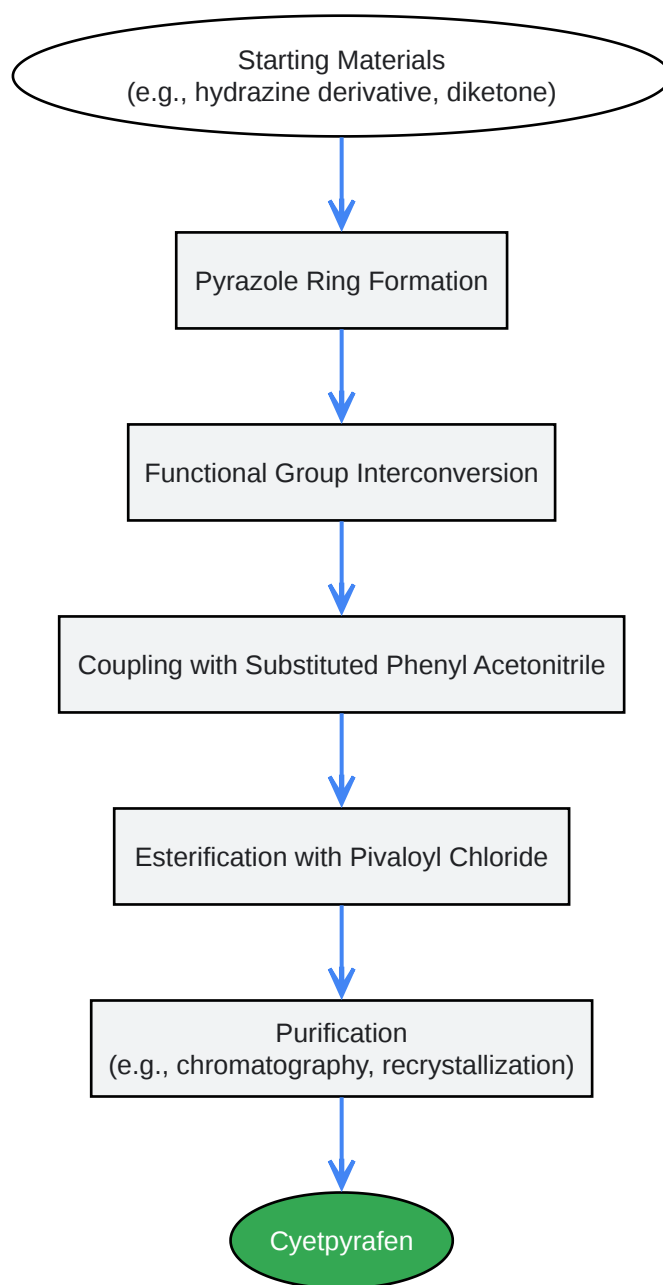 Starting Materials
(e.g., hydrazine derivative, diketone)
Pyrazole Ring Formation
Functional Group Interconversion
Coupling with Substituted Phenyl Acetonitrile
Esterification with Pivaloyl Chloride
Purification
(e.g., chromatography, recrystallization)
Cyetpyrafen